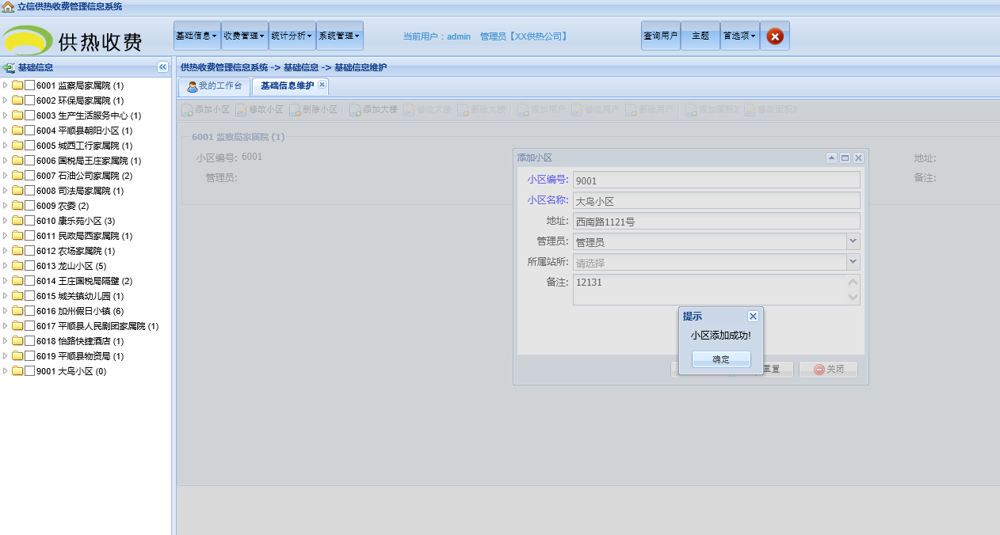 立信供热收费管理信息系统
供热收费
基础信息 收费管理 统计分析 系统管理
当前用户：admin 管理员【XX供热公司】
查询用户 主题 首选项
基础信息
供热收费管理信息系统 -> 基础信息 -> 基础信息维护
我的工作台 基础信息维护
添加小区 修改小区 删除小区 添加大楼 修改大楼 删除大楼 添加用户 修改用户 删除用户 添加面积2 修改面积2
6001 监察局家属院 (1)
6002 环保局家属院 (1)
6003 生产生活服务中心 (1)
6004 平顺县朝阳小区 (1)
6005 城西工行家属院 (1)
6006 国税局王庄家属院 (1)
6007 石油公司家属院 (2)
6008 司法局家属院 (1)
6009 农委 (2)
6010 康乐苑小区 (3)
6011 民政局西家属院 (1)
6012 农场家属院 (1)
6013 龙山小区 (5)
6014 王庄国税局隔壁 (2)
6015 城关镇幼儿园 (1)
6016 加州假日小镇 (6)
6017 平顺县人民剧团家属院 (1)
6018 怡路快捷酒店 (1)
6019 平顺县物资局 (1)
9001 大鸟小区 (0)
6001 监察局家属院 (1)
小区编号: 6001
地址:
管理员:
备注:
添加小区
小区编号: 9001
小区名称: 大鸟小区
地址: 西南路1121号
管理员: 管理员
所属站所: 请选择
备注: 12131
提示
小区添加成功!
确定
重置 关闭